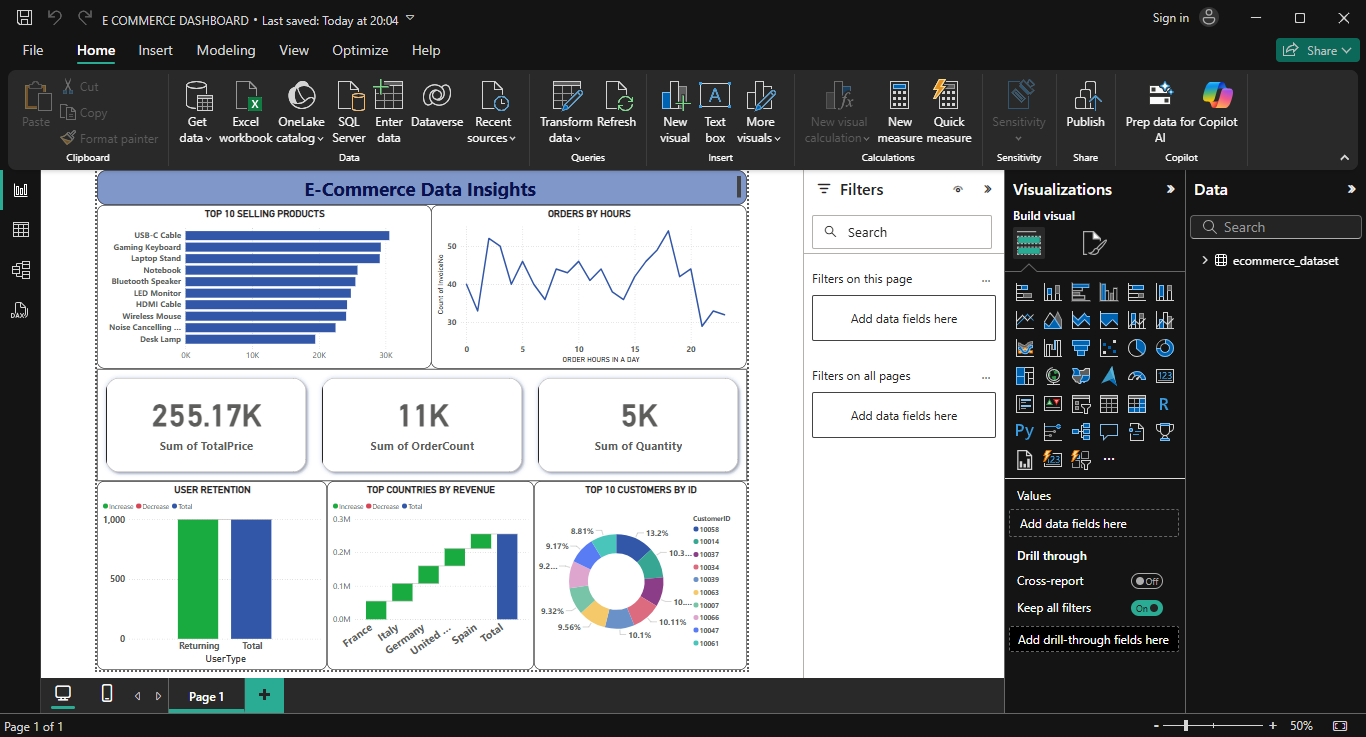 E COMMERCE DASHBOARD • Last saved: Today at 20:04
Sign in
File Home Insert Modeling View Optimize Help
Share
Paste
Cut
Copy
Format painter
Clipboard
Get data
Excel workbook
OneLake catalog
SQL Server
Enter data
Dataverse
Recent sources
Data
Transform data
Refresh
Queries
New visual
Text box
More visuals
Insert
New visual calculation
New measure
Quick measure
Calculations
Sensitivity
Sensitivity
Publish
Share
Prep data for AI
Copilot
Copilot
E-Commerce Data Insights
TOP 10 SELLING PRODUCTS
USB-C Cable
Gaming Keyboard
Laptop Stand
Notebook
Bluetooth Speaker
LED Monitor
HDMI Cable
Wireless Mouse
Noise Cancelling ...
Desk Lamp
0K 10K 20K 30K
ORDERS BY HOURS
Count of InvoiceNo
50
40
30
0 5 10 15 20
ORDER HOURS IN A DAY
255.17K
Sum of TotalPrice
11K
Sum of OrderCount
5K
Sum of Quantity
USER RETENTION
Increase Decrease Total
1,000
500
0
Returning Total
UserType
TOP COUNTRIES BY REVENUE
Increase Decrease Total
0.3M
0.2M
0.1M
0.0M
France Italy Germany United ... Spain Total
TOP 10 CUSTOMERS BY ID
13.2%
10.3...
10....
10.11%
10.1%
9.56%
9.32%
9.2...
9.17%
8.81%
CustomerID
10058
10014
10037
10034
10039
10063
10007
10066
10047
10061
Filters
Search
Filters on this page ...
Add data fields here
Filters on all pages ...
Add data fields here
Visualizations
Build visual
123
R
Py
123
...
Values
Add data fields here
Drill through
Cross-report Off
Keep all filters On
Add drill-through fields here
Data
Search
ecommerce_dataset
DAX
Page 1
+
Page 1 of 1
- + 50%